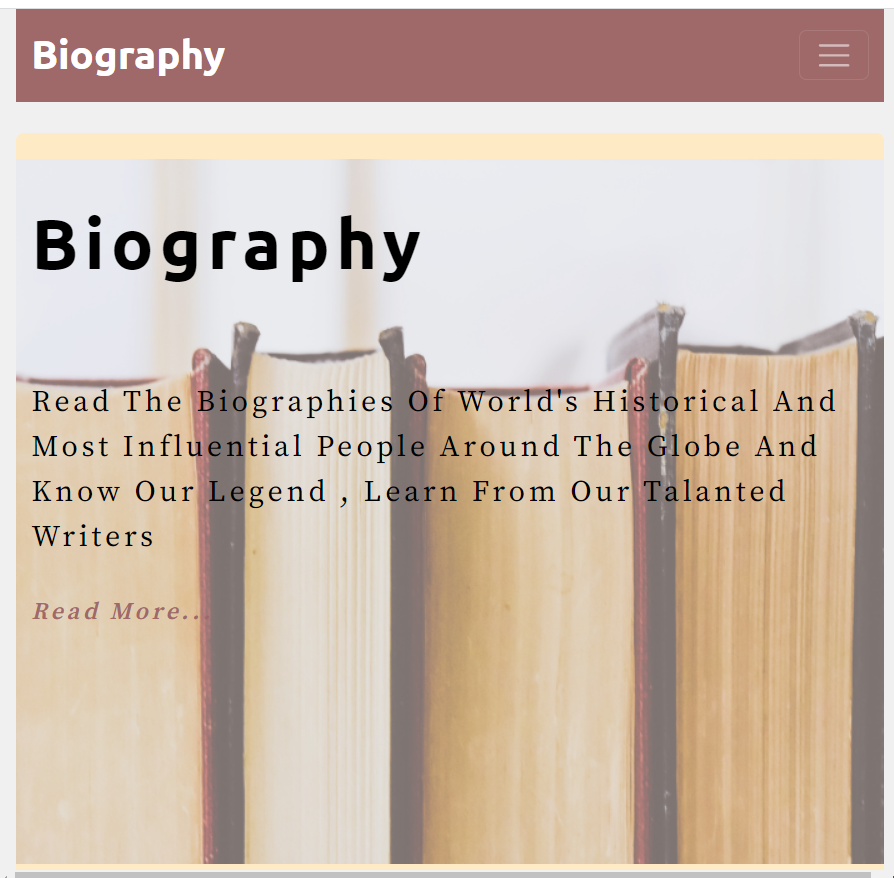 Biography
Biography
Read The Biographies Of World's Historical And
Most Influential People Around The Globe And
Know Our Legend , Learn From Our Talanted
Writers
Read More...